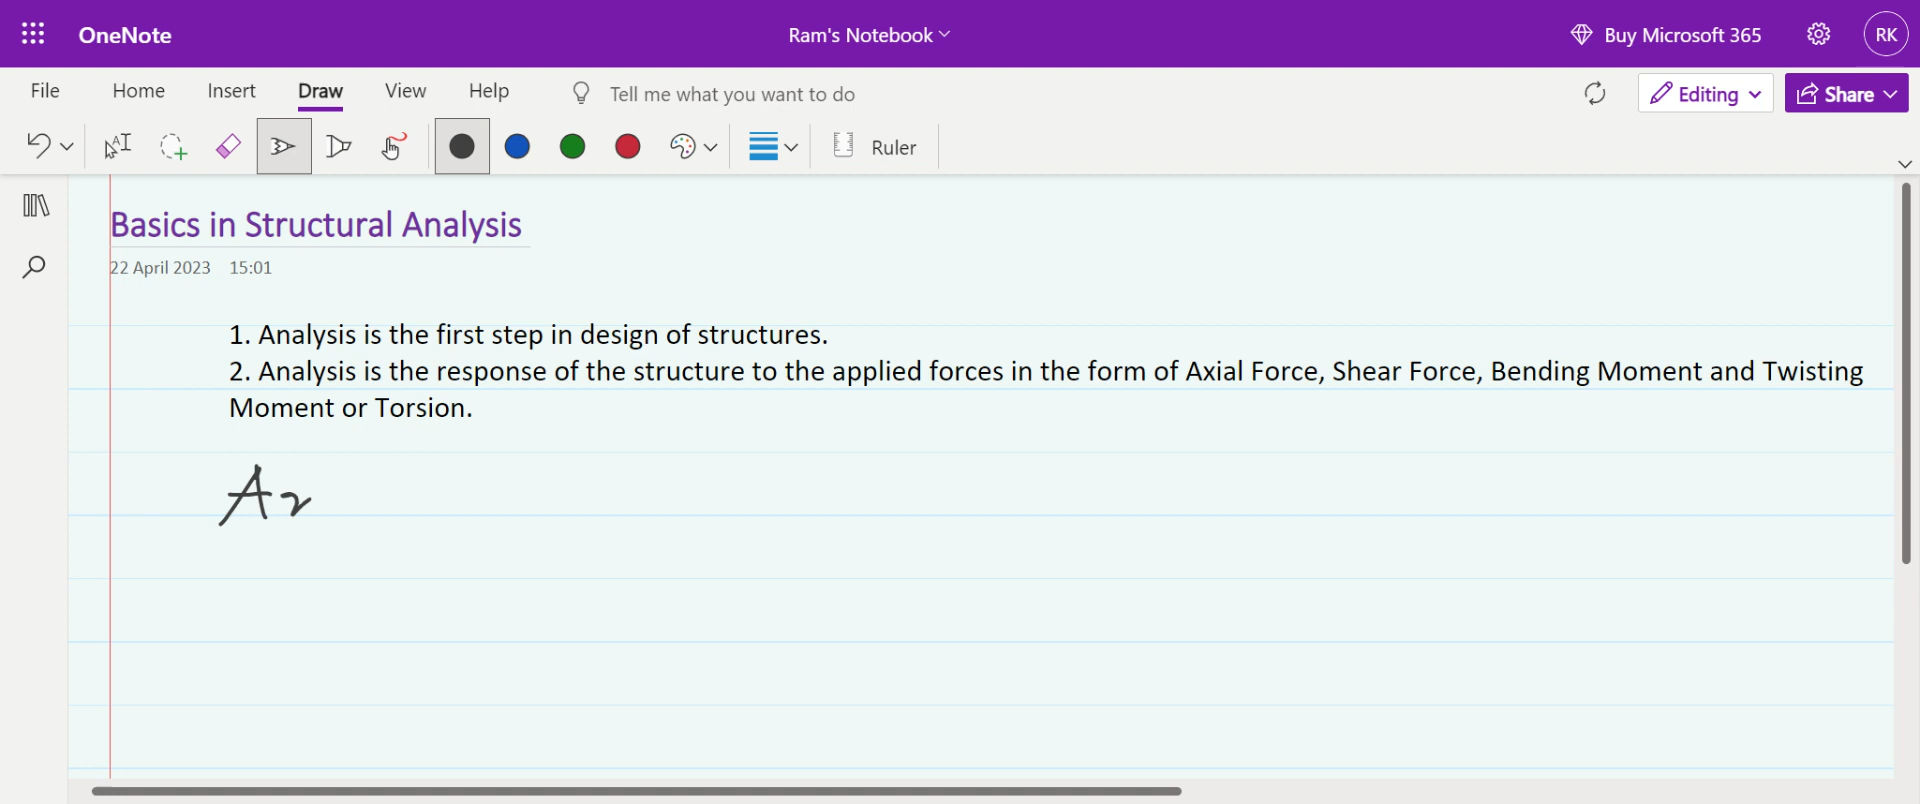 OneNote Ram's Notebook Buy Microsoft 365 RK
File Home Insert Draw View Help Tell me what you want to do Editing Share
Ruler
Basics in Structural Analysis
22 April 2023 15:01
1. Analysis is the first step in design of structures.
2. Analysis is the response of the structure to the applied forces in the form of Axial Force, Shear Force, Bending Moment and Twisting
Moment or Torsion.